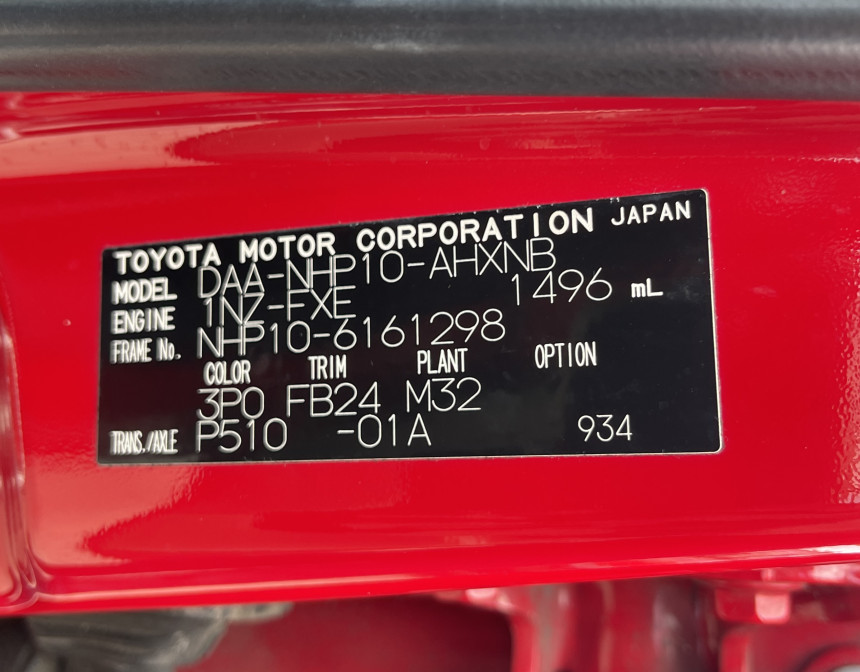 TOYOTA MOTOR CORPORATION JAPAN
MODEL DAA-NHP10-AHXNB
ENGINE 1NZ-FXE 1496 mL
FRAME No. NHP10-6161298
COLOR TRIM PLANT OPTION
3P0 FB24 M32
TRANS./AXLE P510 -01A 934